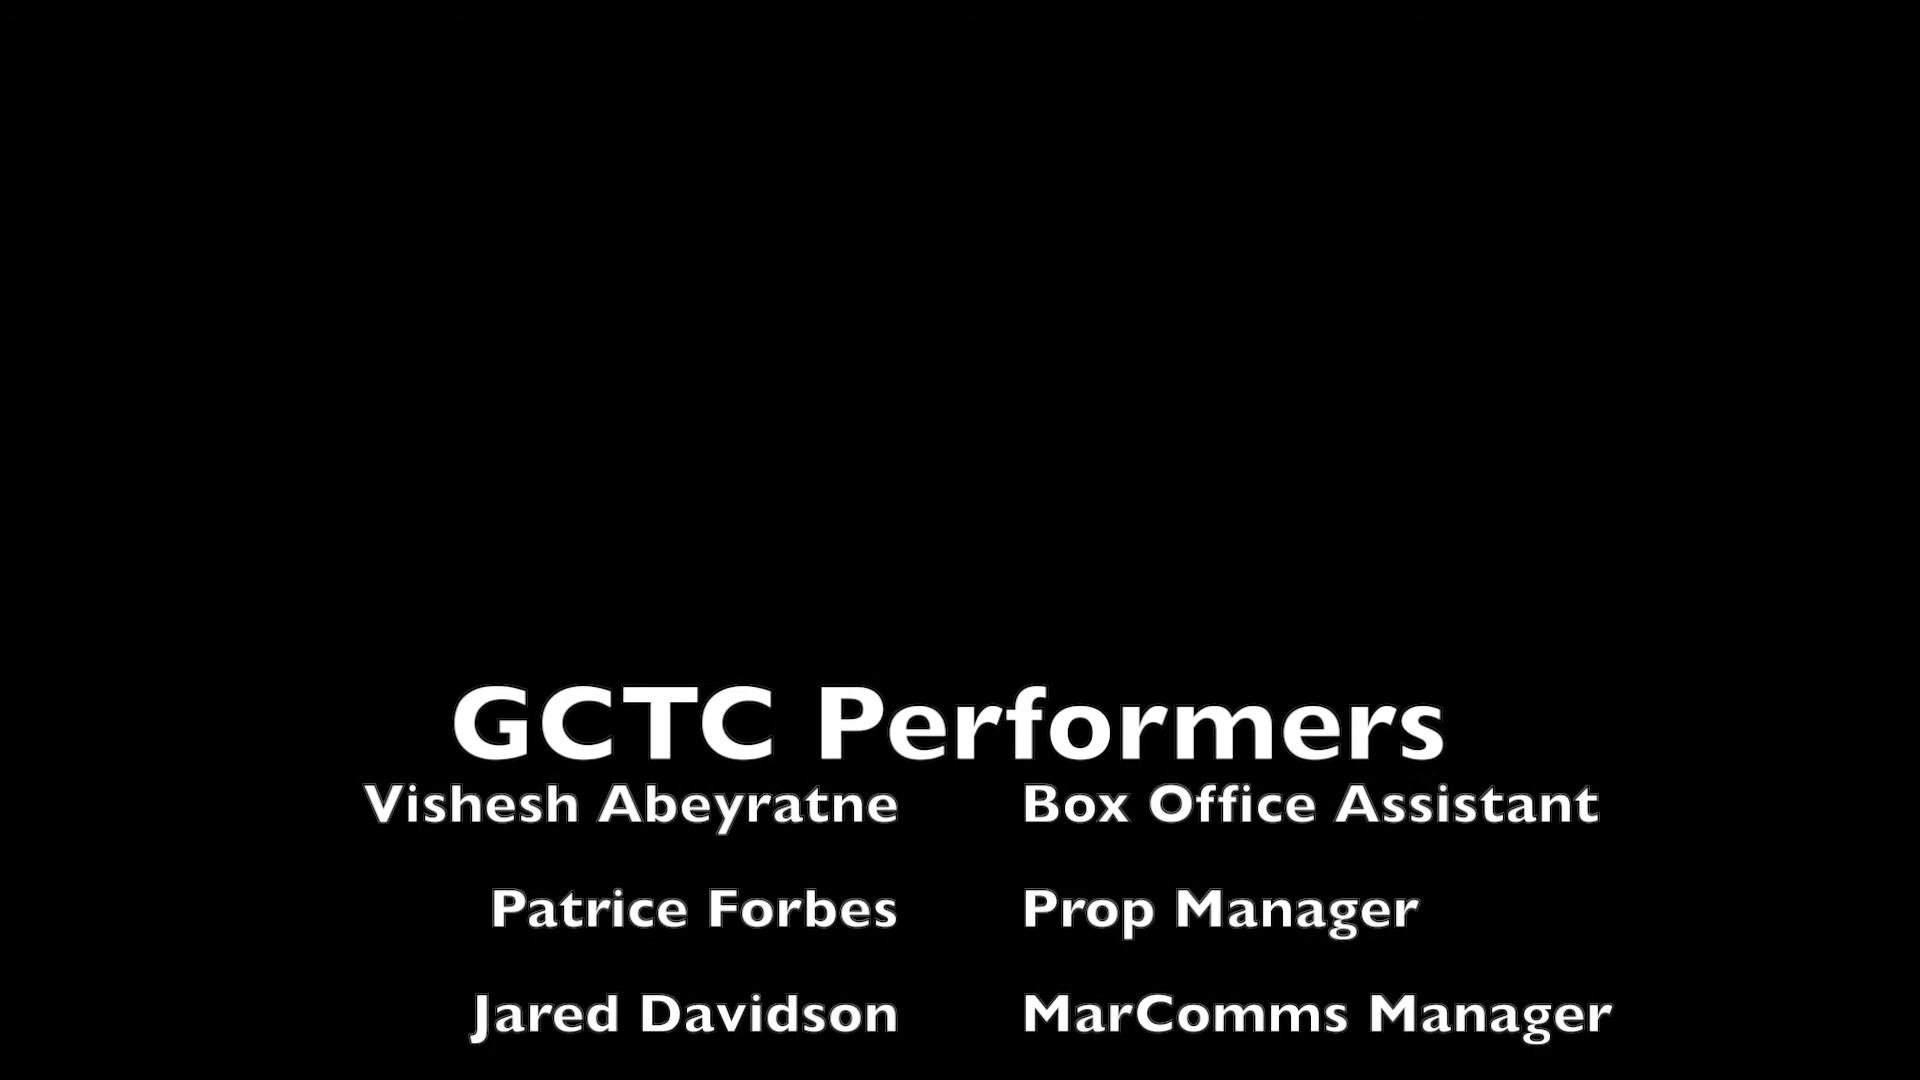 GCTC Performers
Vishesh Abeyratne Box Office Assistant
Patrice Forbes Prop Manager
Jared Davidson MarComms Manager